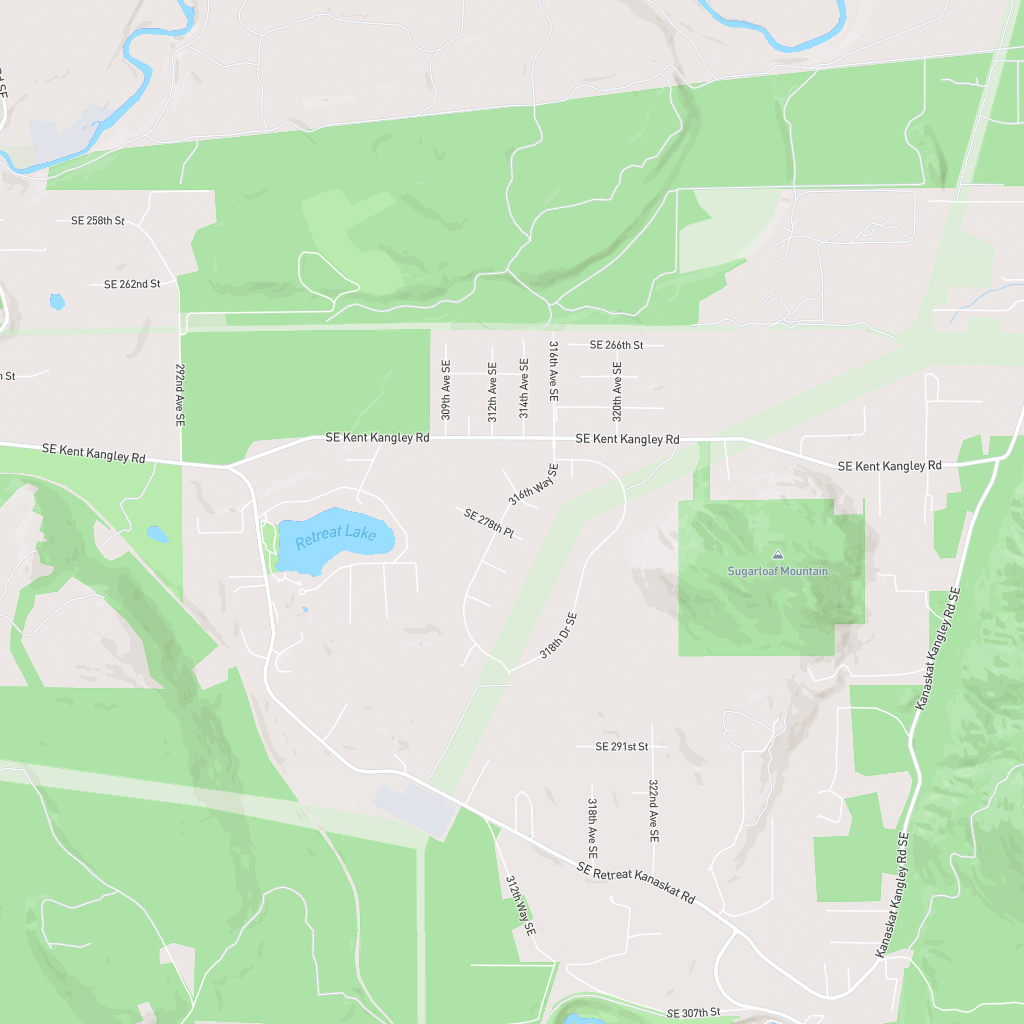 Rd SE
SE 258th St
SE 262nd St
SE 266th St
316th Ave SE
309th Ave SE
312th Ave SE
314th Ave SE
320th Ave SE
292nd Ave SE
h St
SE Kent Kangley Rd
SE Kent Kangley Rd
SE Kent Kangley Rd
SE Kent Kangley Rd
316th Way SE
SE 278th Pl
Retreat Lake
Sugarloaf Mountain
318th Dr SE
Kanaskat Kangley Rd SE
SE 291st St
318th Ave SE
322nd Ave SE
SE Retreat Kanaskat Rd
312th Way SE
Kanaskat Kangley Rd SE
SE 307th St